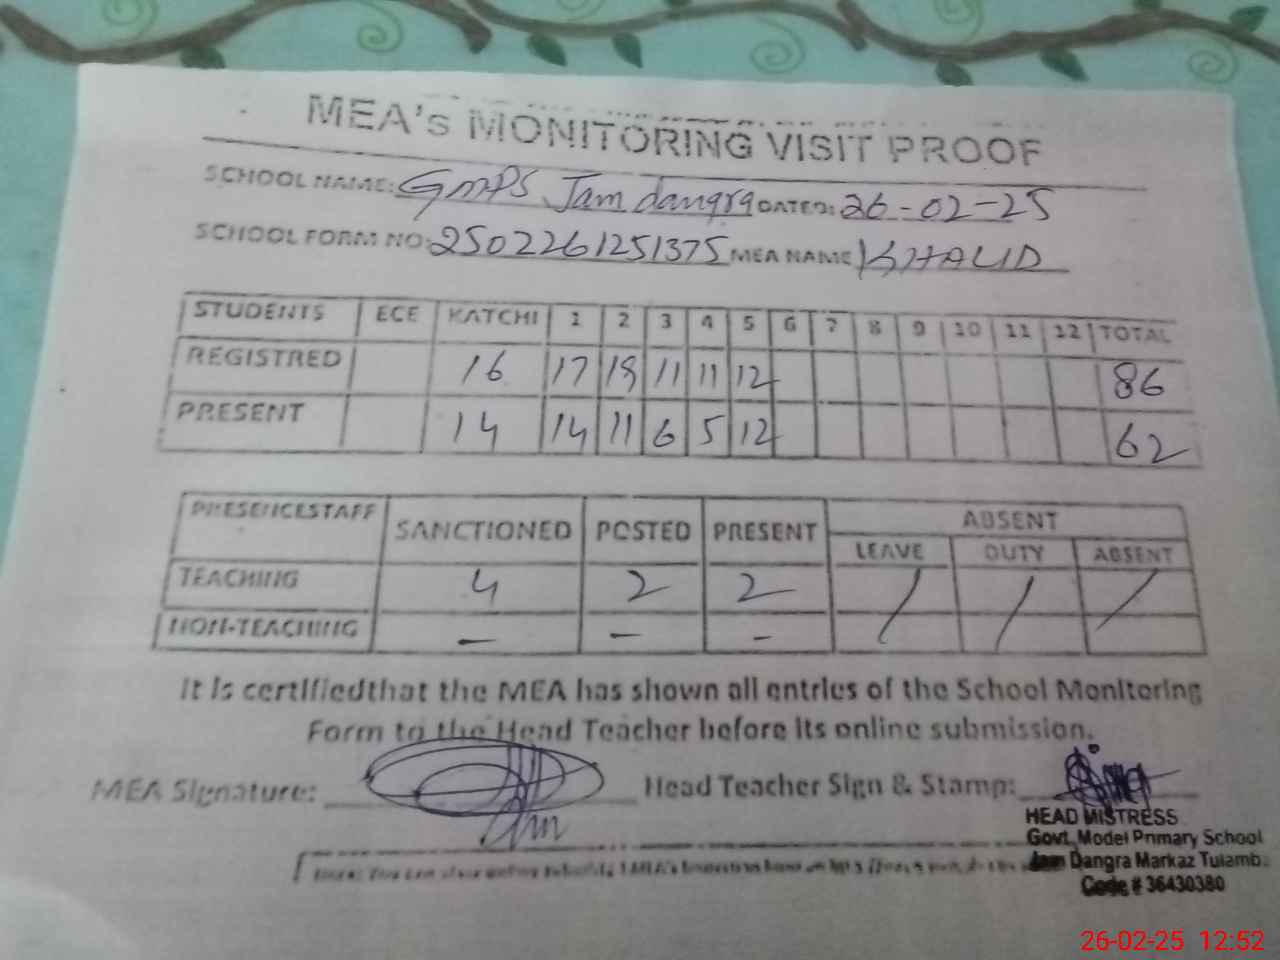 MEA's MONITORING VISIT PROOF
SCHOOL NAME: GMPS Jam dangra DATED: 26-02-25
SCHOOL FORM NO: 2502261251375 MEA NAME KHALID
STUDENTS ECE KATCHI 1 2 3 4 5 6 7 8 9 10 11 12 TOTAL
REGISTRED 16 17 19 11 11 12 86
PRESENT 14 14 11 6 5 12 62
PRESENCESTAFF SANCTIONED POSTED PRESENT ABSENT
LEAVE DUTY ABSENT
TEACHING 4 2 2 / / /
NON-TEACHING - - -
It is certifiedthat the MEA has shown all entries of the School Monitoring
Form to the Head Teacher before its online submission.
MEA Signature: Head Teacher Sign & Stamp:
HEAD MISTRESS
Govt. Model Primary School
Jam Dangra Markaz Tulamba
Code # 36430380
26-02-25 12:52